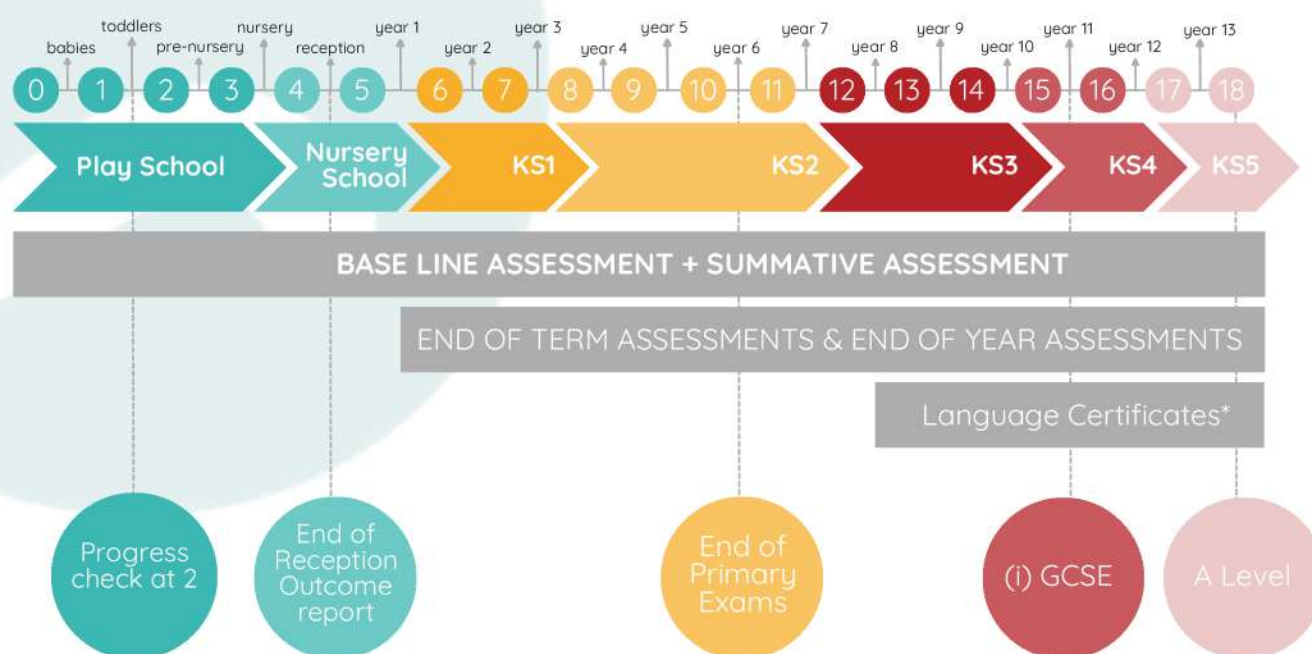 toddlers nursery year 1 year 3 year 5 year 7 year 9 year 11 year 13
babies pre-nursery reception year 2 year 4 year 6 year 8 year 10 year 12
0 1 2 3 4 5 6 7 8 9 10 11 12 13 14 15 16 17 18
Play School
Nursery
School
KS1
KS2
KS3
KS4
KS5
BASE LINE ASSESSMENT + SUMMATIVE ASSESSMENT
END OF TERM ASSESSMENTS & END OF YEAR ASSESSMENTS
Language Certificates*
Progress
check at 2
End of
Reception
Outcome
report
End of
Primary
Exams
(i) GCSE
A Level